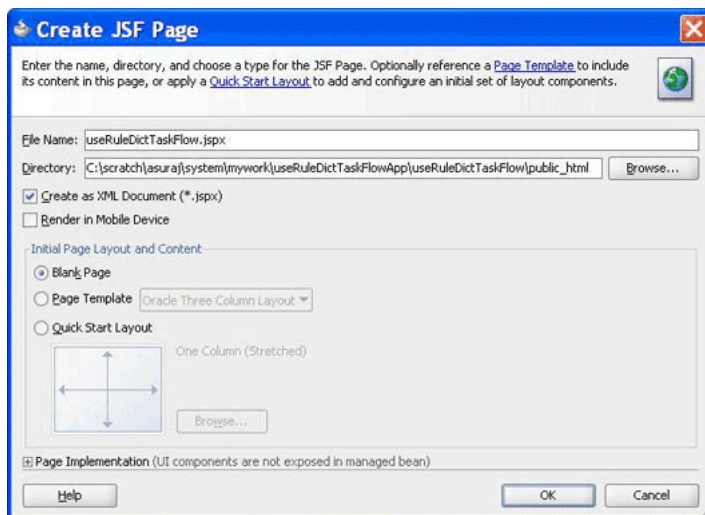 Create JSF Page
Enter the name, directory, and choose a type for the JSF Page. Optionally reference a Page Template to include
its content in this page, or apply a Quick Start Layout to add and configure an initial set of layout components.
File Name: useRuleDictTaskFlow.jspx
Directory: C:\scratch\asuraj\system\mywork\useRuleDictTaskFlowApp\useRuleDictTaskFlow\public_html Browse...
Create as XML Document (*.jspx)
Render in Mobile Device
Initial Page Layout and Content
Blank Page
Page Template Oracle Three Column Layout
Quick Start Layout
One Column (Stretched)
Browse...
Page Implementation (UI components are not exposed in managed bean)
Help OK Cancel